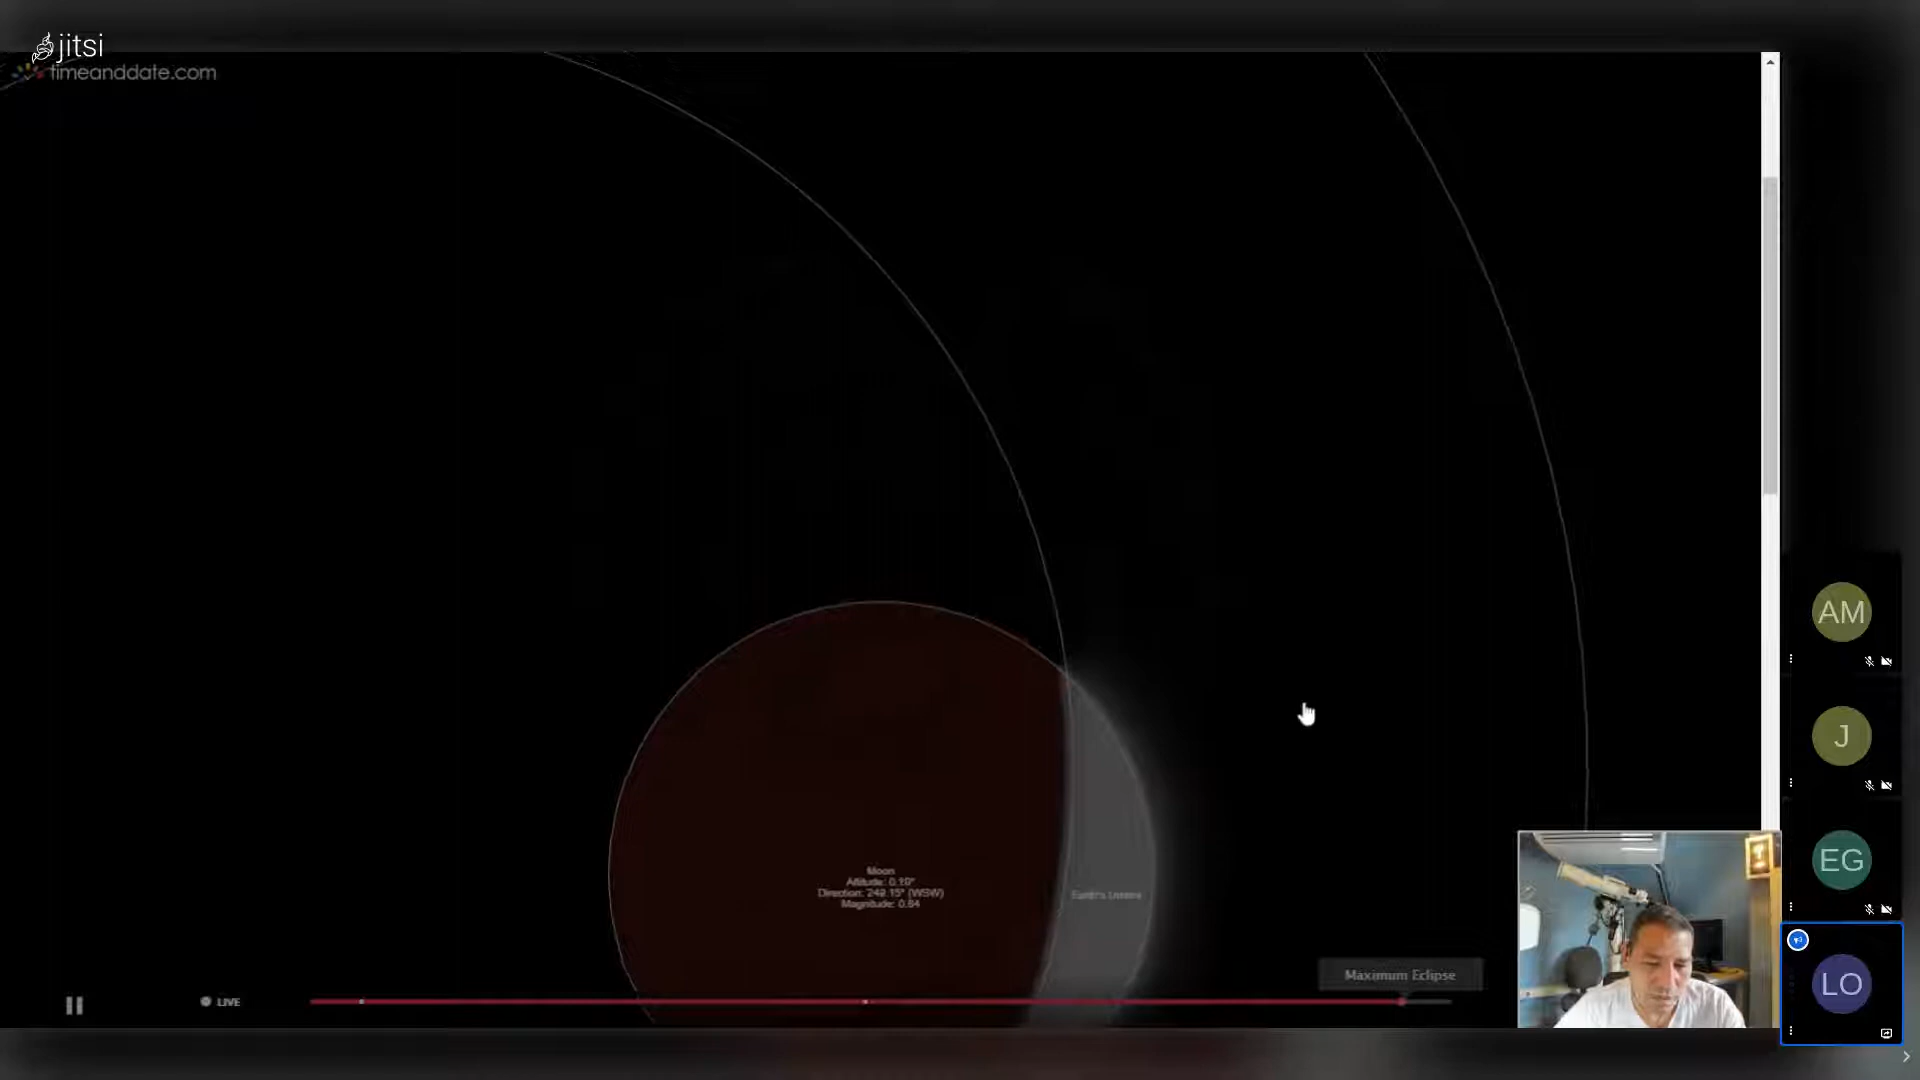 jitsi
timeanddate.com
AM
J
Moon
Altitude: 0.19°
Direction: 249.15° (WSW)
Magnitude: 0.84
Earth's Umbra
EG
Maximum Eclipse
LO
LIVE